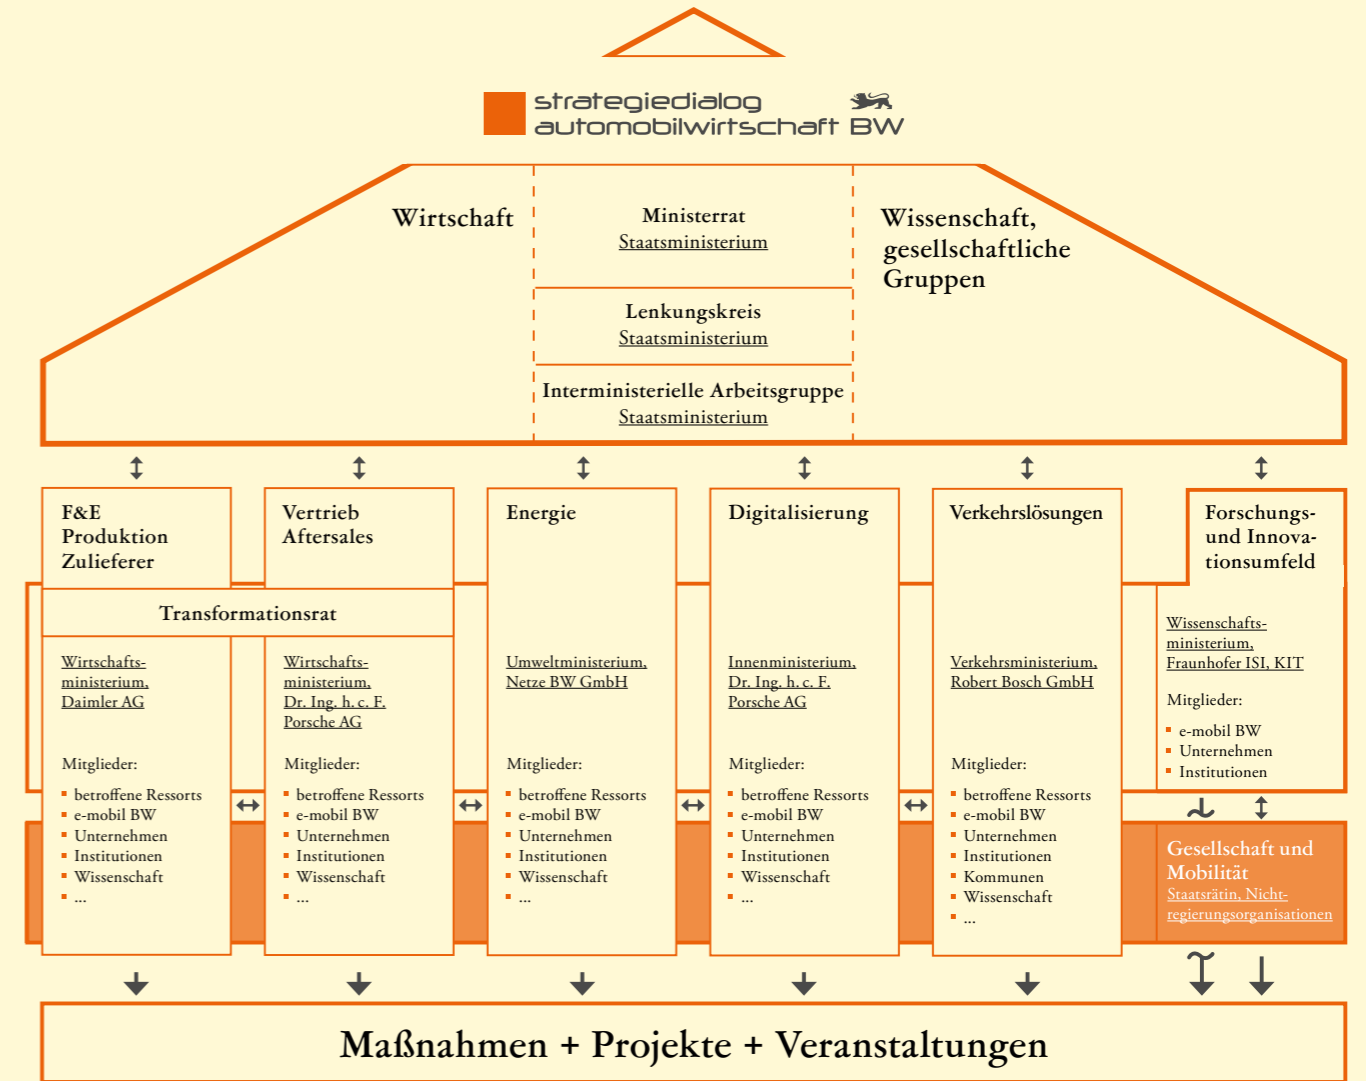 strategiedialog
automobilwirtschaft BW
Wirtschaft
Ministerrat
Staatsministerium
Lenkungskreis
Staatsministerium
Interministerielle Arbeitsgruppe
Staatsministerium
Wissenschaft,
gesellschaftliche
Gruppen
F&E
Produktion
Zulieferer
Vertrieb
Aftersales
Transformationsrat
Wirtschafts-
ministerium,
Daimler AG
Mitglieder:
▪ betroffene Ressorts
▪ e-mobil BW
▪ Unternehmen
▪ Institutionen
▪ Wissenschaft
▪ ...
Wirtschafts-
ministerium,
Dr. Ing. h. c. F.
Porsche AG
Mitglieder:
▪ betroffene Ressorts
▪ e-mobil BW
▪ Unternehmen
▪ Institutionen
▪ Wissenschaft
▪ ...
Energie
Umweltministerium,
Netze BW GmbH
Mitglieder:
▪ betroffene Ressorts
▪ e-mobil BW
▪ Unternehmen
▪ Institutionen
▪ Wissenschaft
▪ ...
Digitalisierung
Innenministerium,
Dr. Ing. h. c. F.
Porsche AG
Mitglieder:
▪ betroffene Ressorts
▪ e-mobil BW
▪ Unternehmen
▪ Institutionen
▪ Wissenschaft
▪ ...
Verkehrslösungen
Verkehrsministerium,
Robert Bosch GmbH
Mitglieder:
▪ betroffene Ressorts
▪ e-mobil BW
▪ Unternehmen
▪ Institutionen
▪ Kommunen
▪ Wissenschaft
▪ ...
Forschungs-
und Innova-
tionsumfeld
Wissenschafts-
ministerium,
Fraunhofer ISI, KIT
Mitglieder:
▪ e-mobil BW
▪ Unternehmen
▪ Institutionen
Gesellschaft und
Mobilität
Staatsrätin, Nicht-
regierungsorganisationen
Maßnahmen + Projekte + Veranstaltungen